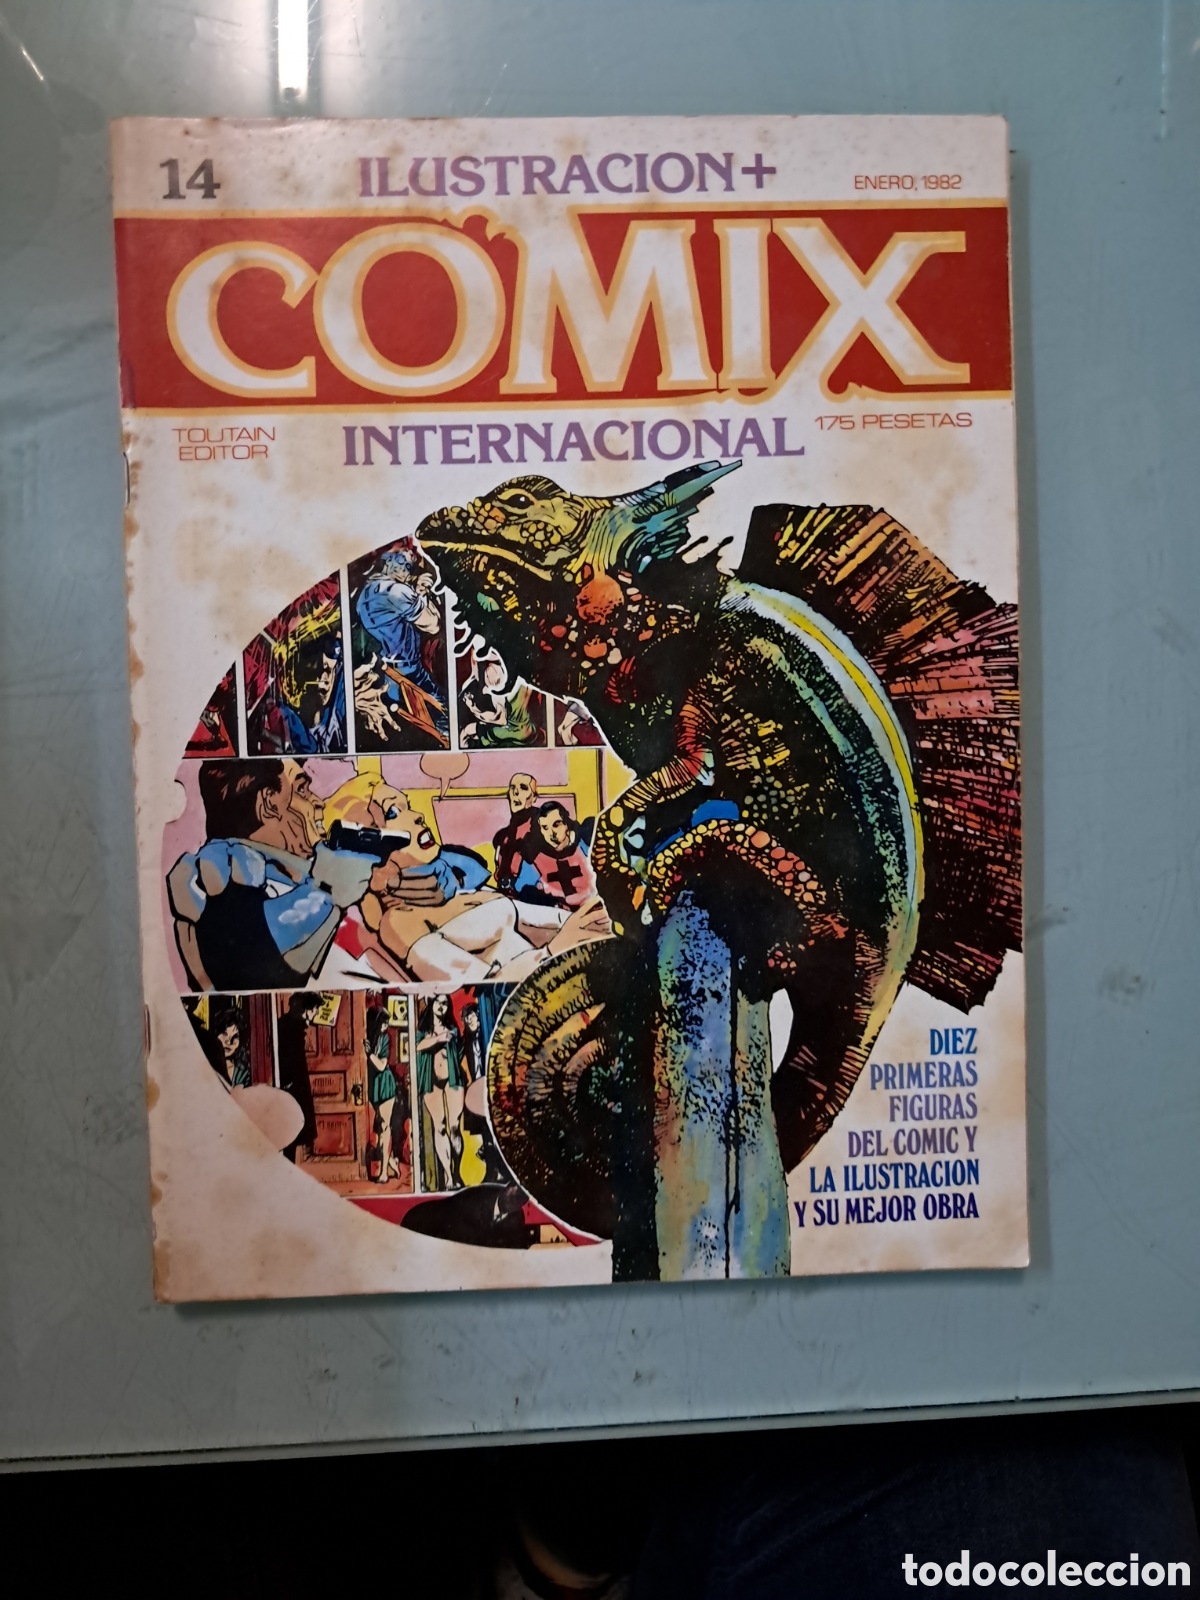 14
ILUSTRACION+
ENERO, 1982
COMIX
TOUTAIN
EDITOR
INTERNACIONAL
175 PESETAS
DIEZ
PRIMERAS
FIGURAS
DEL COMIC Y
LA ILUSTRACION
Y SU MEJOR OBRA
todocoleccion